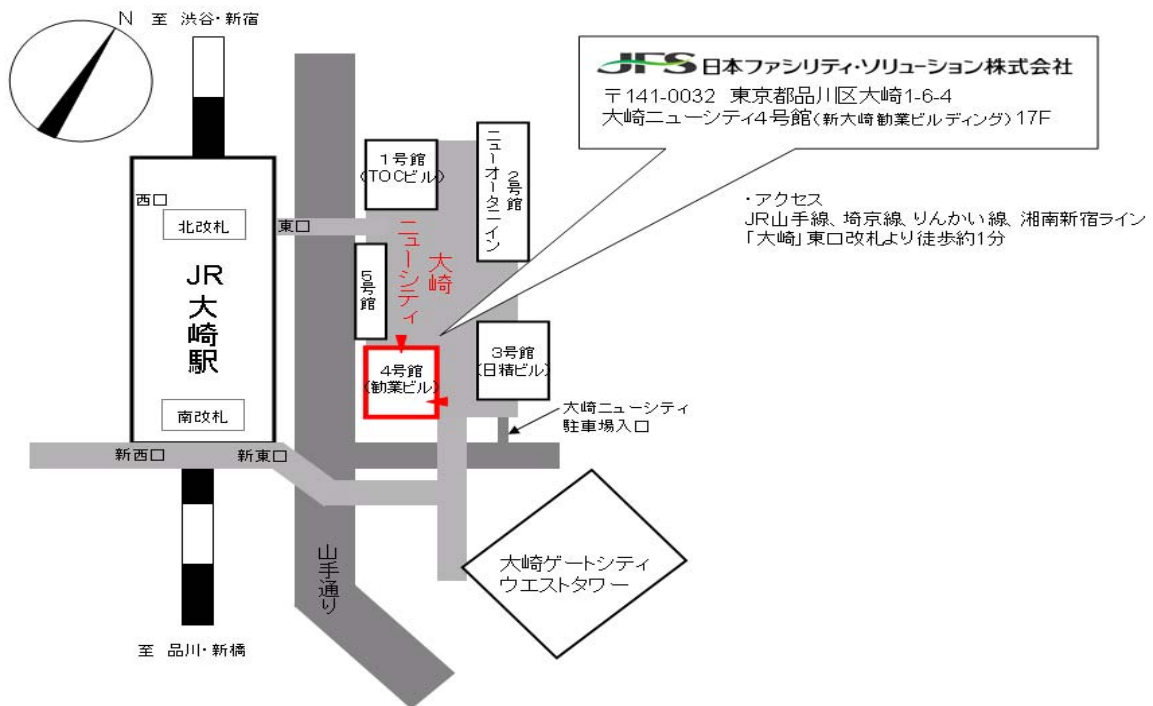 N 至 渋谷・新宿
JFS 日本ファシリティ・ソリューション株式会社
〒141-0032 東京都品川区大崎1-6-4
大崎ニューシティ4号館(新大崎勧業ビルディング)17F
・アクセス
JR山手線、埼京線、りんかい線、湘南新宿ライン
「大崎」東口改札より徒歩約1分
西口
北改札
東口
JR大崎駅
南改札
新西口
新東口
1号館
(TOCビル)
2号館
ニューオータニイン
大崎
ニューシティ
5号館
4号館
(勧業ビル)
3号館
(日積ビル)
大崎ニューシティ
駐車場入口
大崎ゲートシティ
ウエストタワー
山手通り
至 品川・新橋